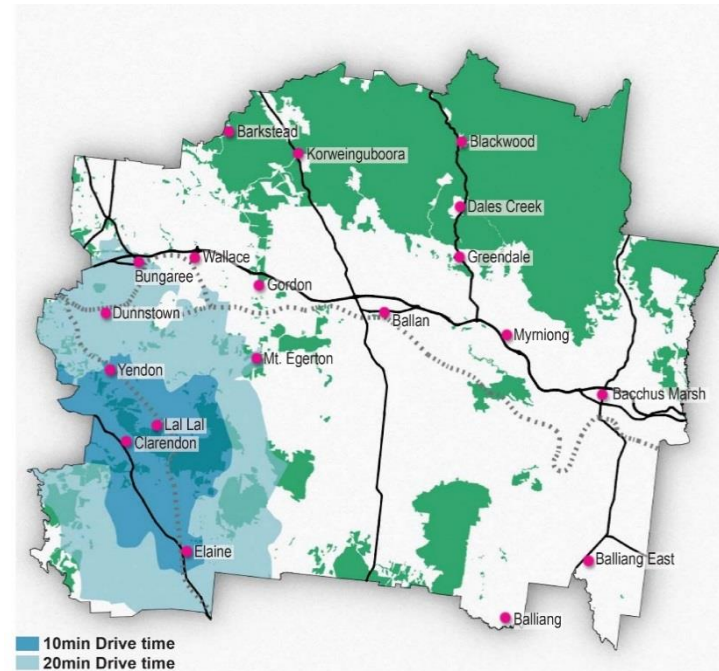 Barkstead
Korweinguboora
Blackwood
Dales Creek
Wallace
Greendale
Bungaree
Gordon
Dunnstown
Ballan
Myrniong
Mt. Egerton
Yendon
Bacchus Marsh
Lal Lal
Clarendon
Elaine
Balliang East
Balliang
10min Drive time
20min Drive time